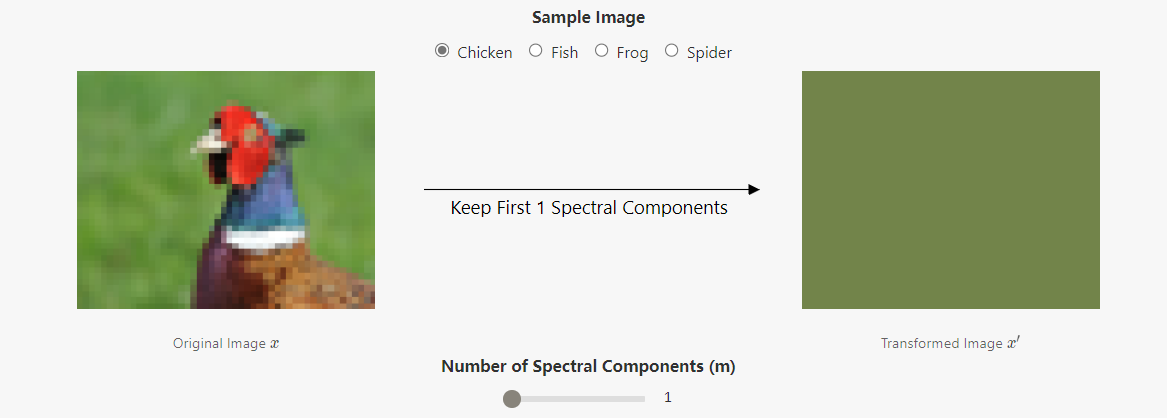 Sample Image
Chicken Fish Frog Spider
Keep First 1 Spectral Components
Original Image x
Transformed Image x′
Number of Spectral Components (m)
1